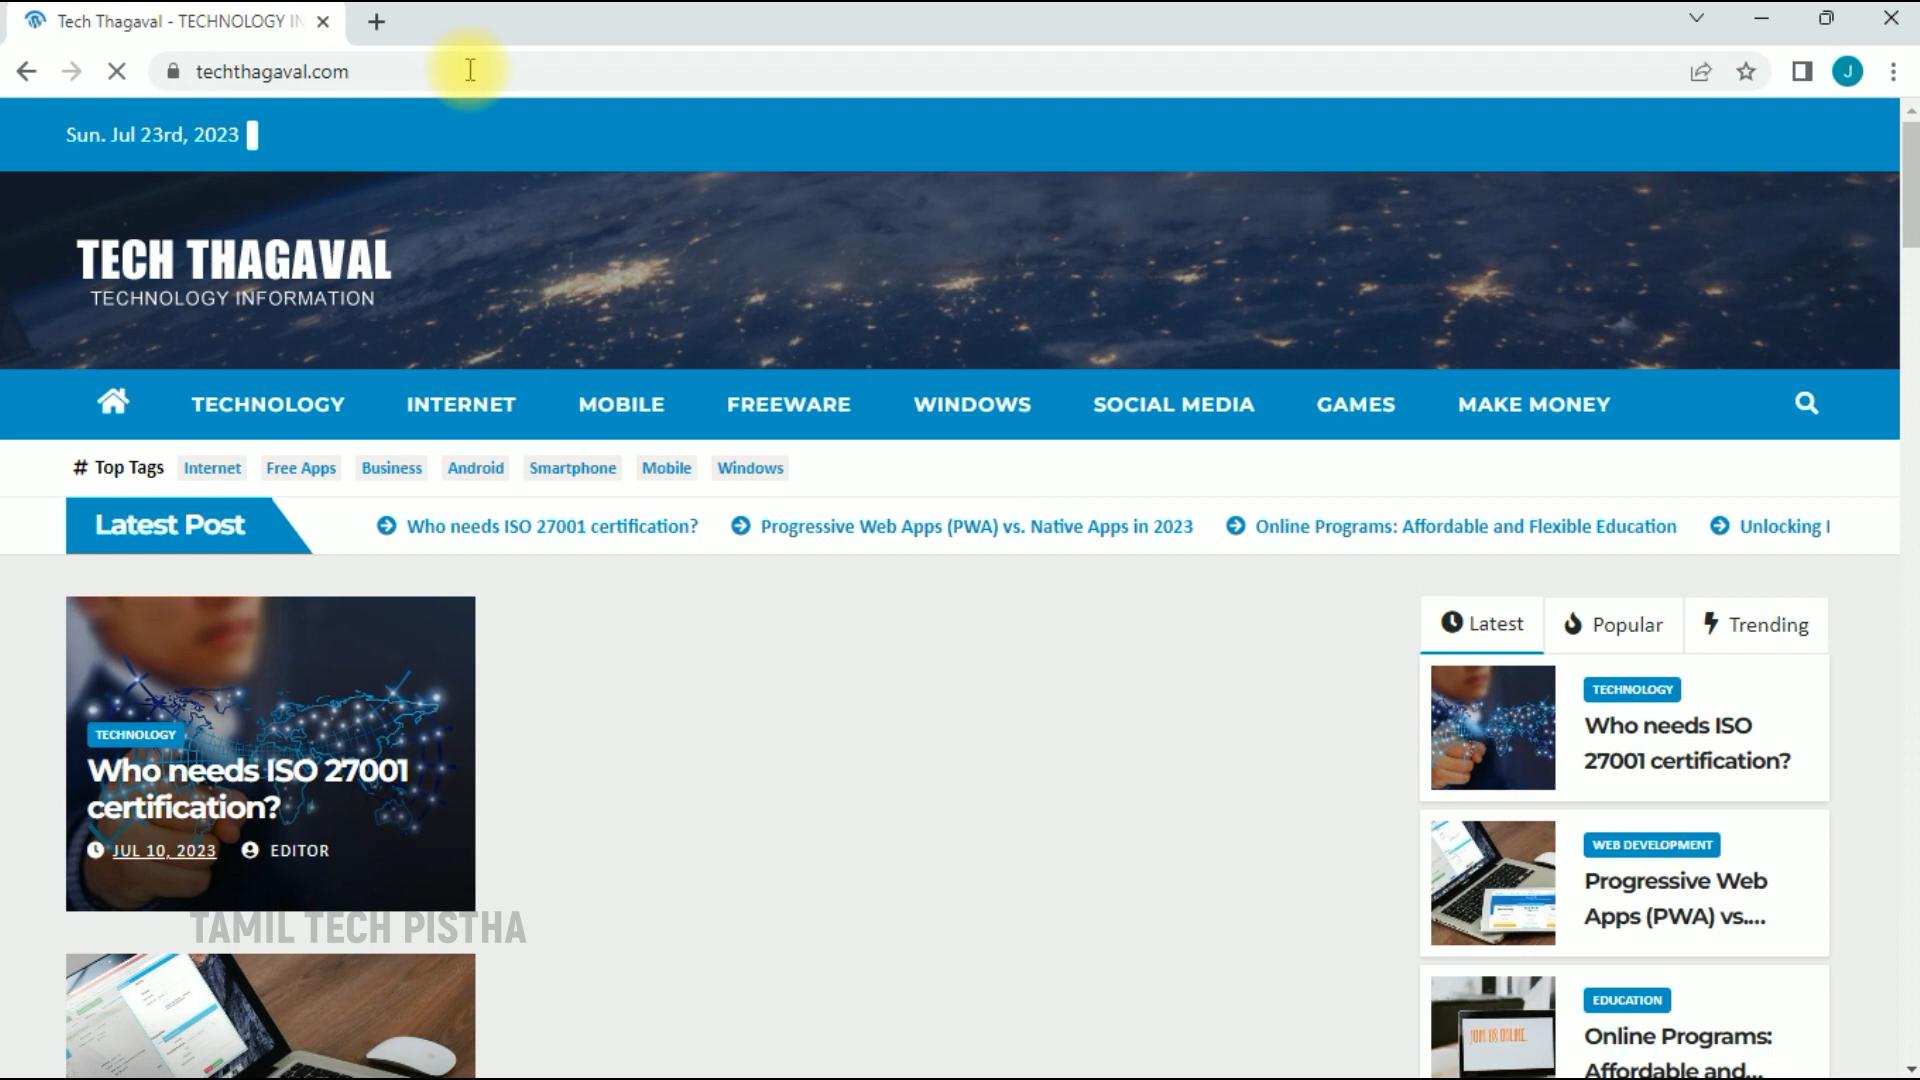 Tech Thagaval - TECHNOLOGY IN
techthagaval.com
J
Sun. Jul 23rd, 2023
TECH THAGAVAL
TECHNOLOGY INFORMATION
TECHNOLOGY INTERNET MOBILE FREEWARE WINDOWS SOCIAL MEDIA GAMES MAKE MONEY
# Top Tags Internet Free Apps Business Android Smartphone Mobile Windows
Latest Post Who needs ISO 27001 certification? Progressive Web Apps (PWA) vs. Native Apps in 2023 Online Programs: Affordable and Flexible Education Unlocking I
TECHNOLOGY
Who needs ISO 27001
certification?
JUL 10, 2023 EDITOR
TAMIL TECH PISTHA
Latest Popular Trending
TECHNOLOGY
Who needs ISO
27001 certification?
WEB DEVELOPMENT
Progressive Web
Apps (PWA) vs....
EDUCATION
JOIN US ONLINE.
Online Programs:
Affordable and...